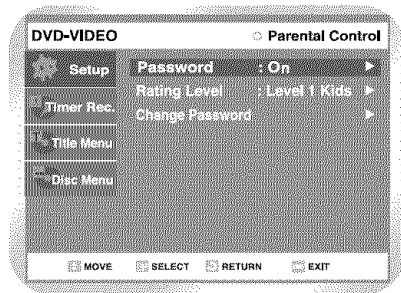 DVD-VIDEO Parental Control
Setup Password : On
Rating Level : Level 1 Kids
Timer Rec.
Change Password
Title Menu
Disc Menu
MOVE SELECT RETURN EXIT